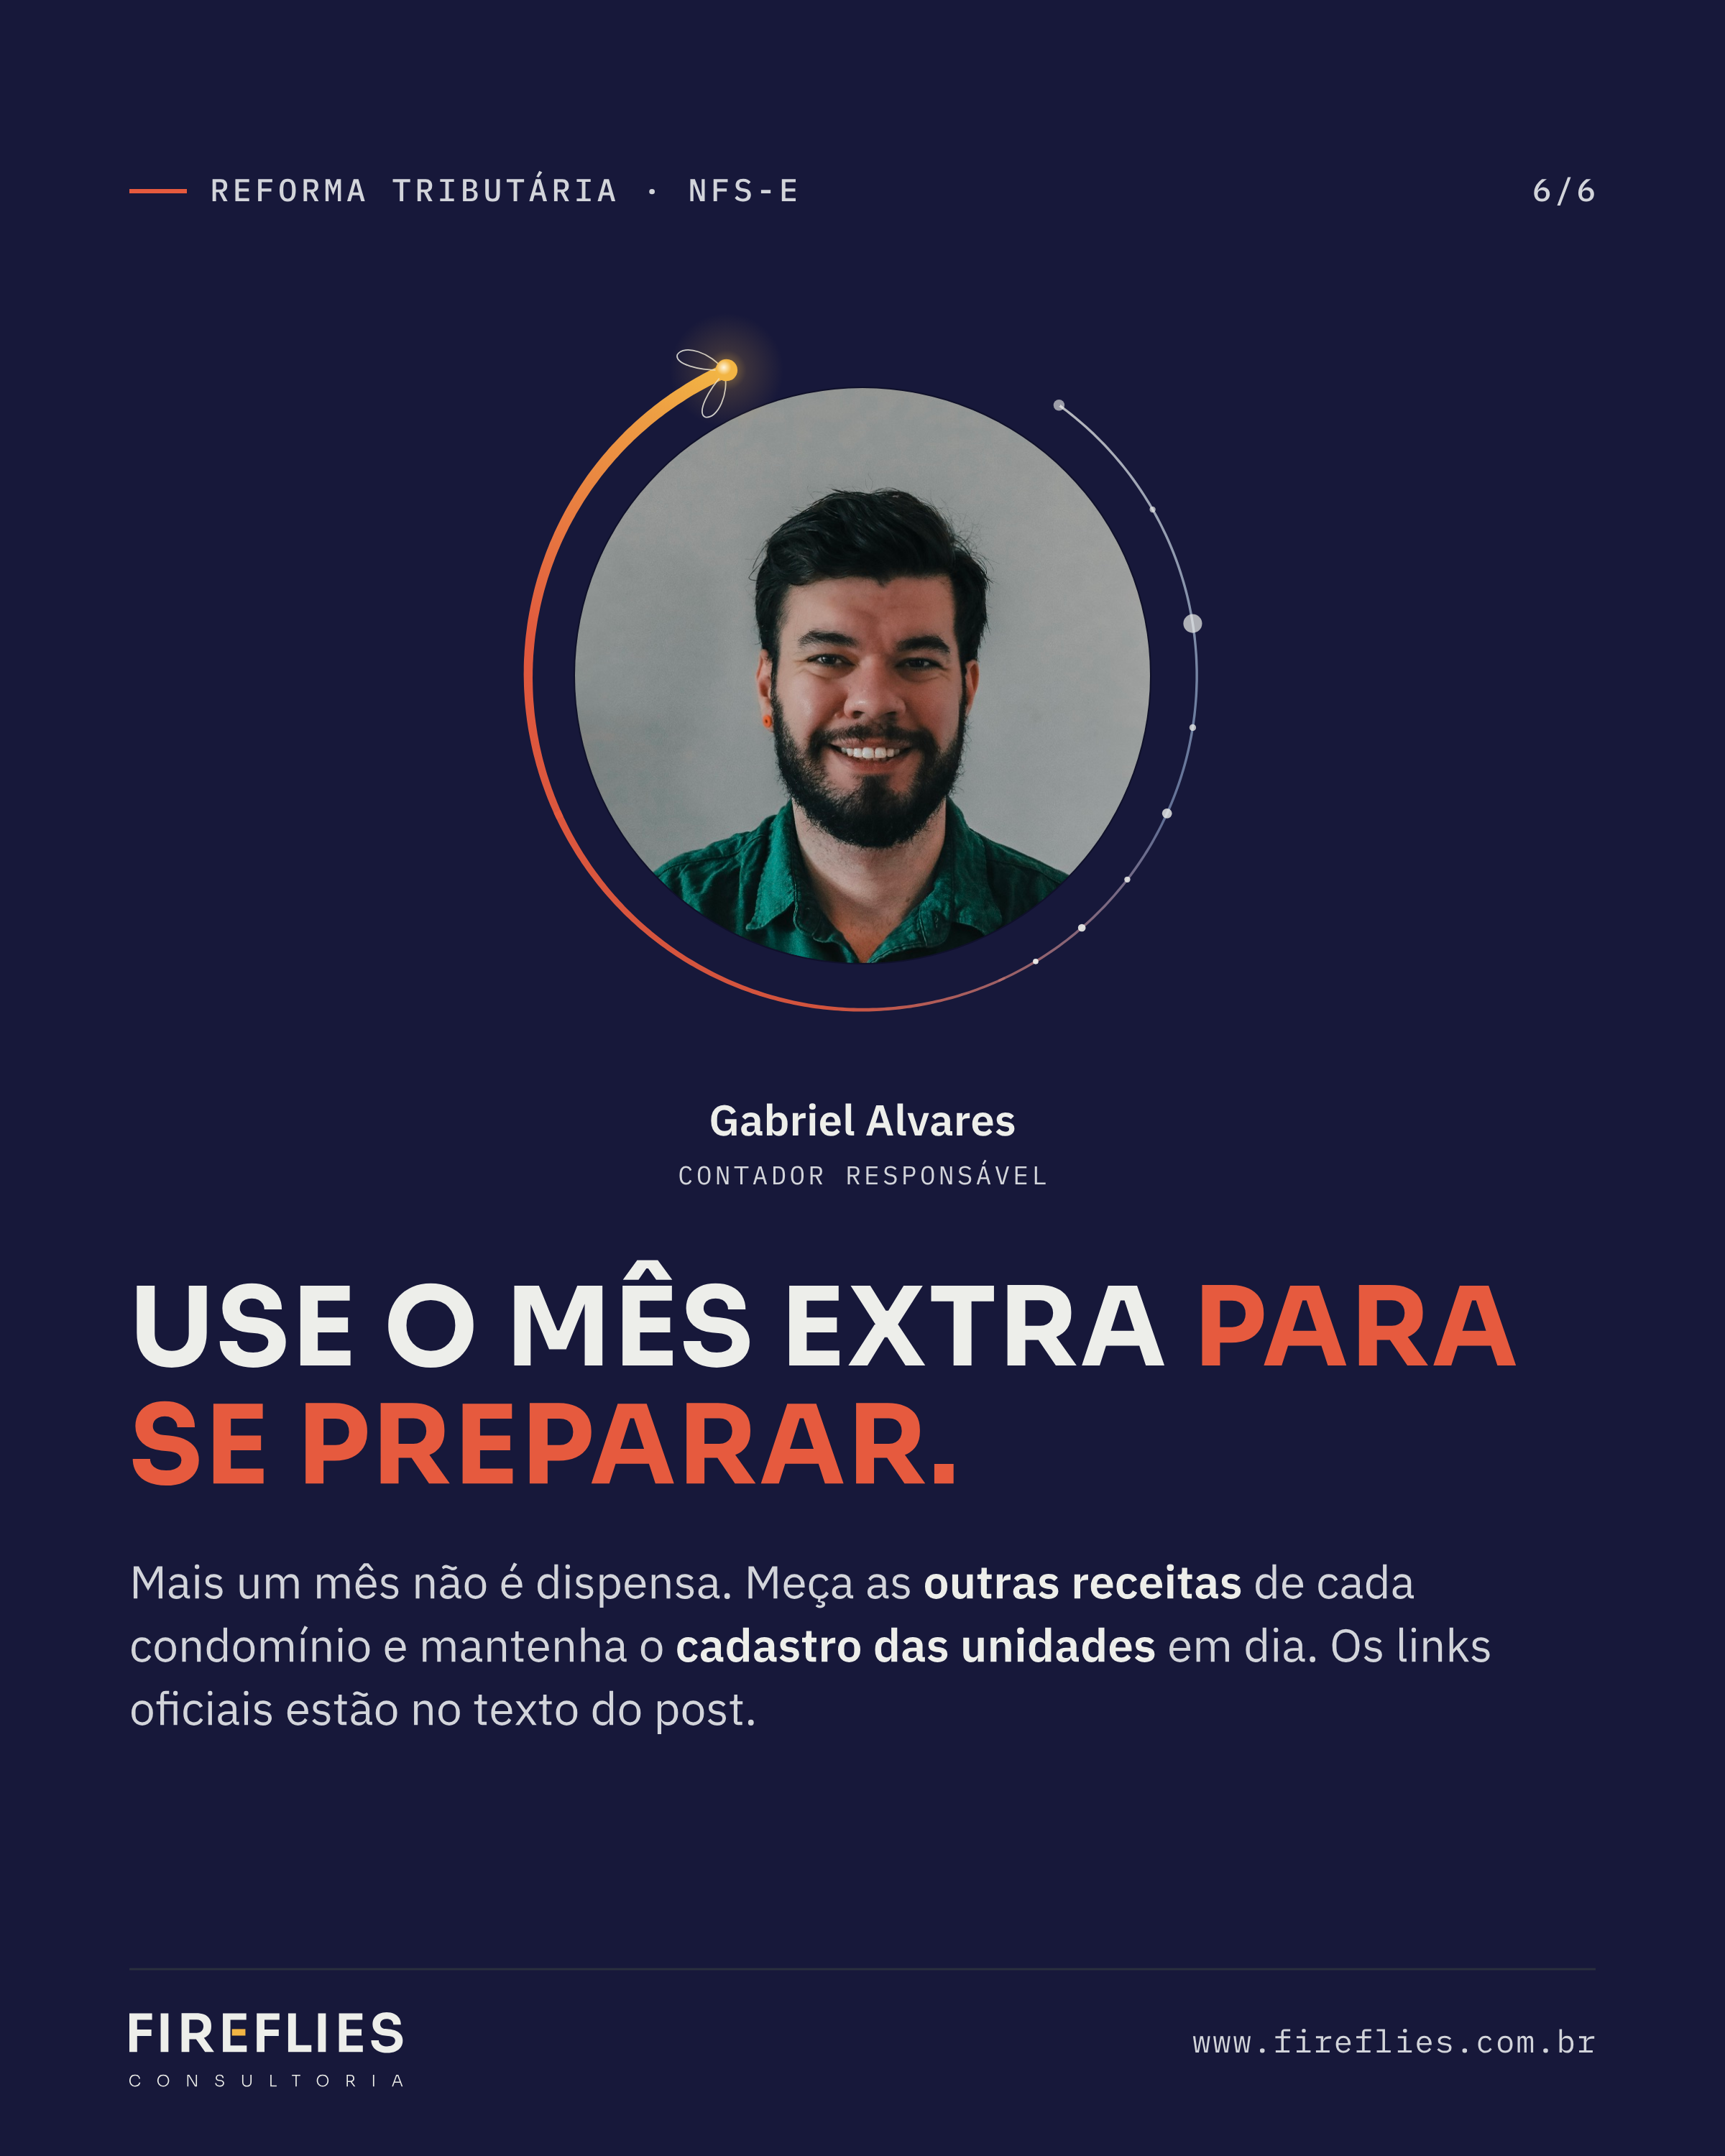 REFORMA TRIBUTÁRIA · NFS-E
6/6
Gabriel Alvares
CONTADOR RESPONSÁVEL
USE O MÊS EXTRA PARA
SE PREPARAR.
Mais um mês não é dispensa. Meça as outras receitas de cada
condomínio e mantenha o cadastro das unidades em dia. Os links
oficiais estão no texto do post.
FIREFLIES
CONSULTORIA
www.fireflies.com.br